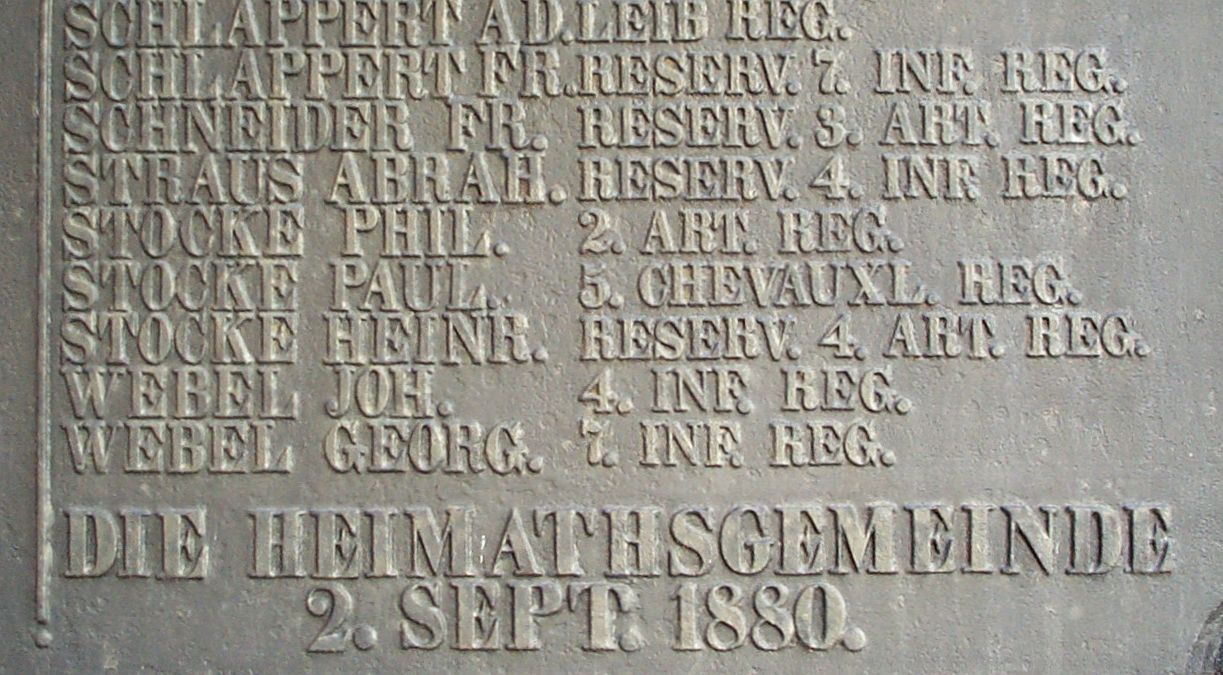 SCHLAPPERT AD. LEIB REG.
SCHLAPPERT FR. RESERV. 7. INF. REG.
SCHNEIDER FR. RESERV. 3. ART. REG.
STRAUS ABRAH. RESERV. 4. INF. REG.
STOCKE PHIL. 2. ART. REG.
STOCKE PAUL. 5. CHEVAUXL. REG.
STOCKE HEINR. RESERV. 4. ART. REG.
WEBEL JOH. 4. INF. REG.
WEBEL GEORG. 7. INF. REG.
DIE HEIMATHSGEMEINDE
2. SEPT. 1880.